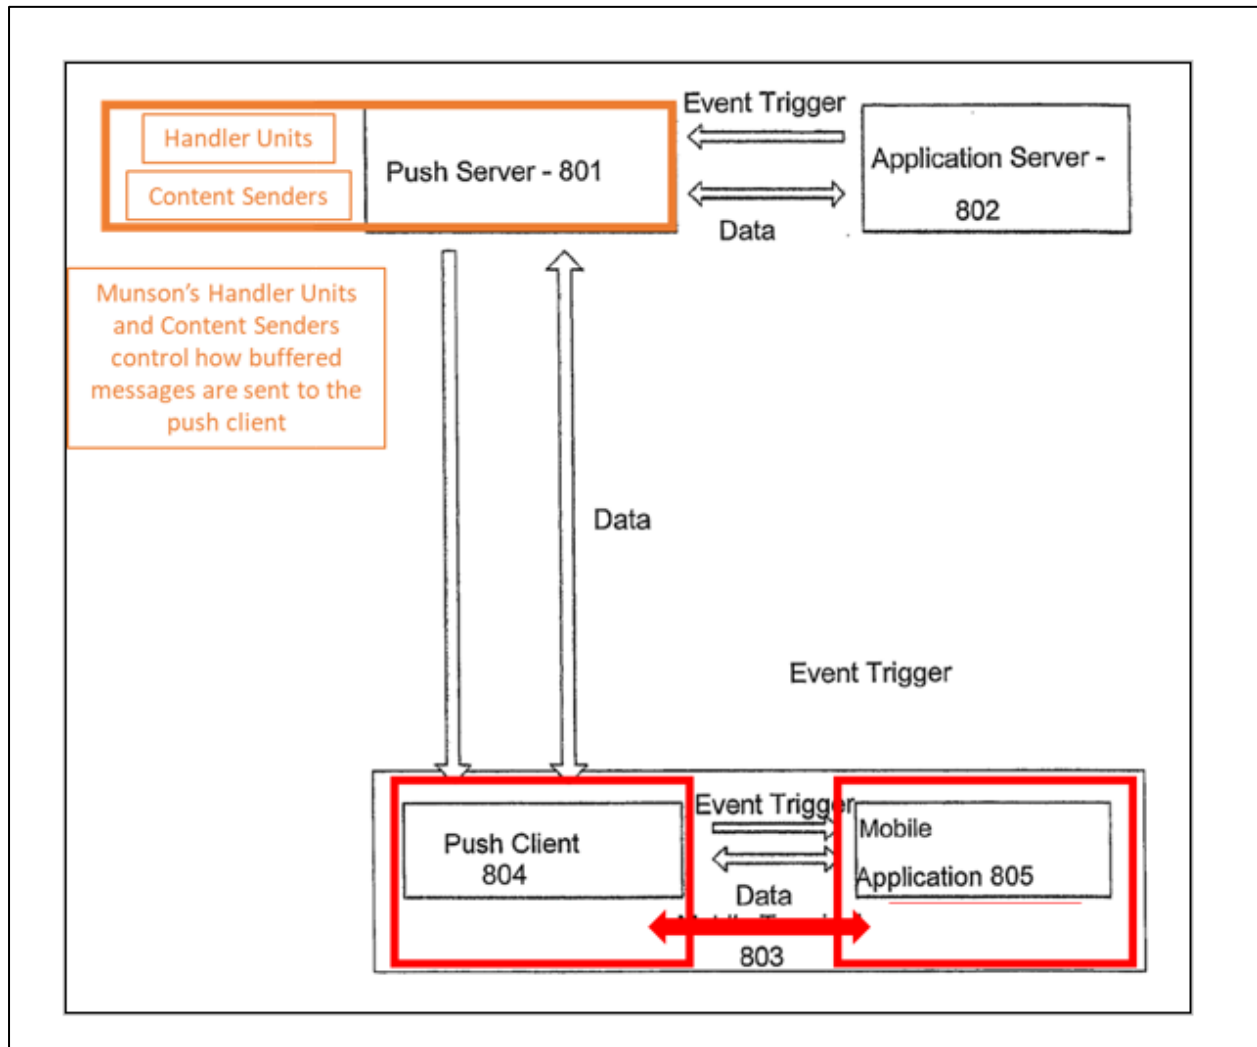 Handler Units
Content Senders
Push Server - 801
Event Trigger
Data
Application Server -
802
Munson's Handler Units
and Content Senders
control how buffered
messages are sent to the
push client
Data
Event Trigger
Push Client
804
Event Trigger
Data
803
Mobile
Application 805